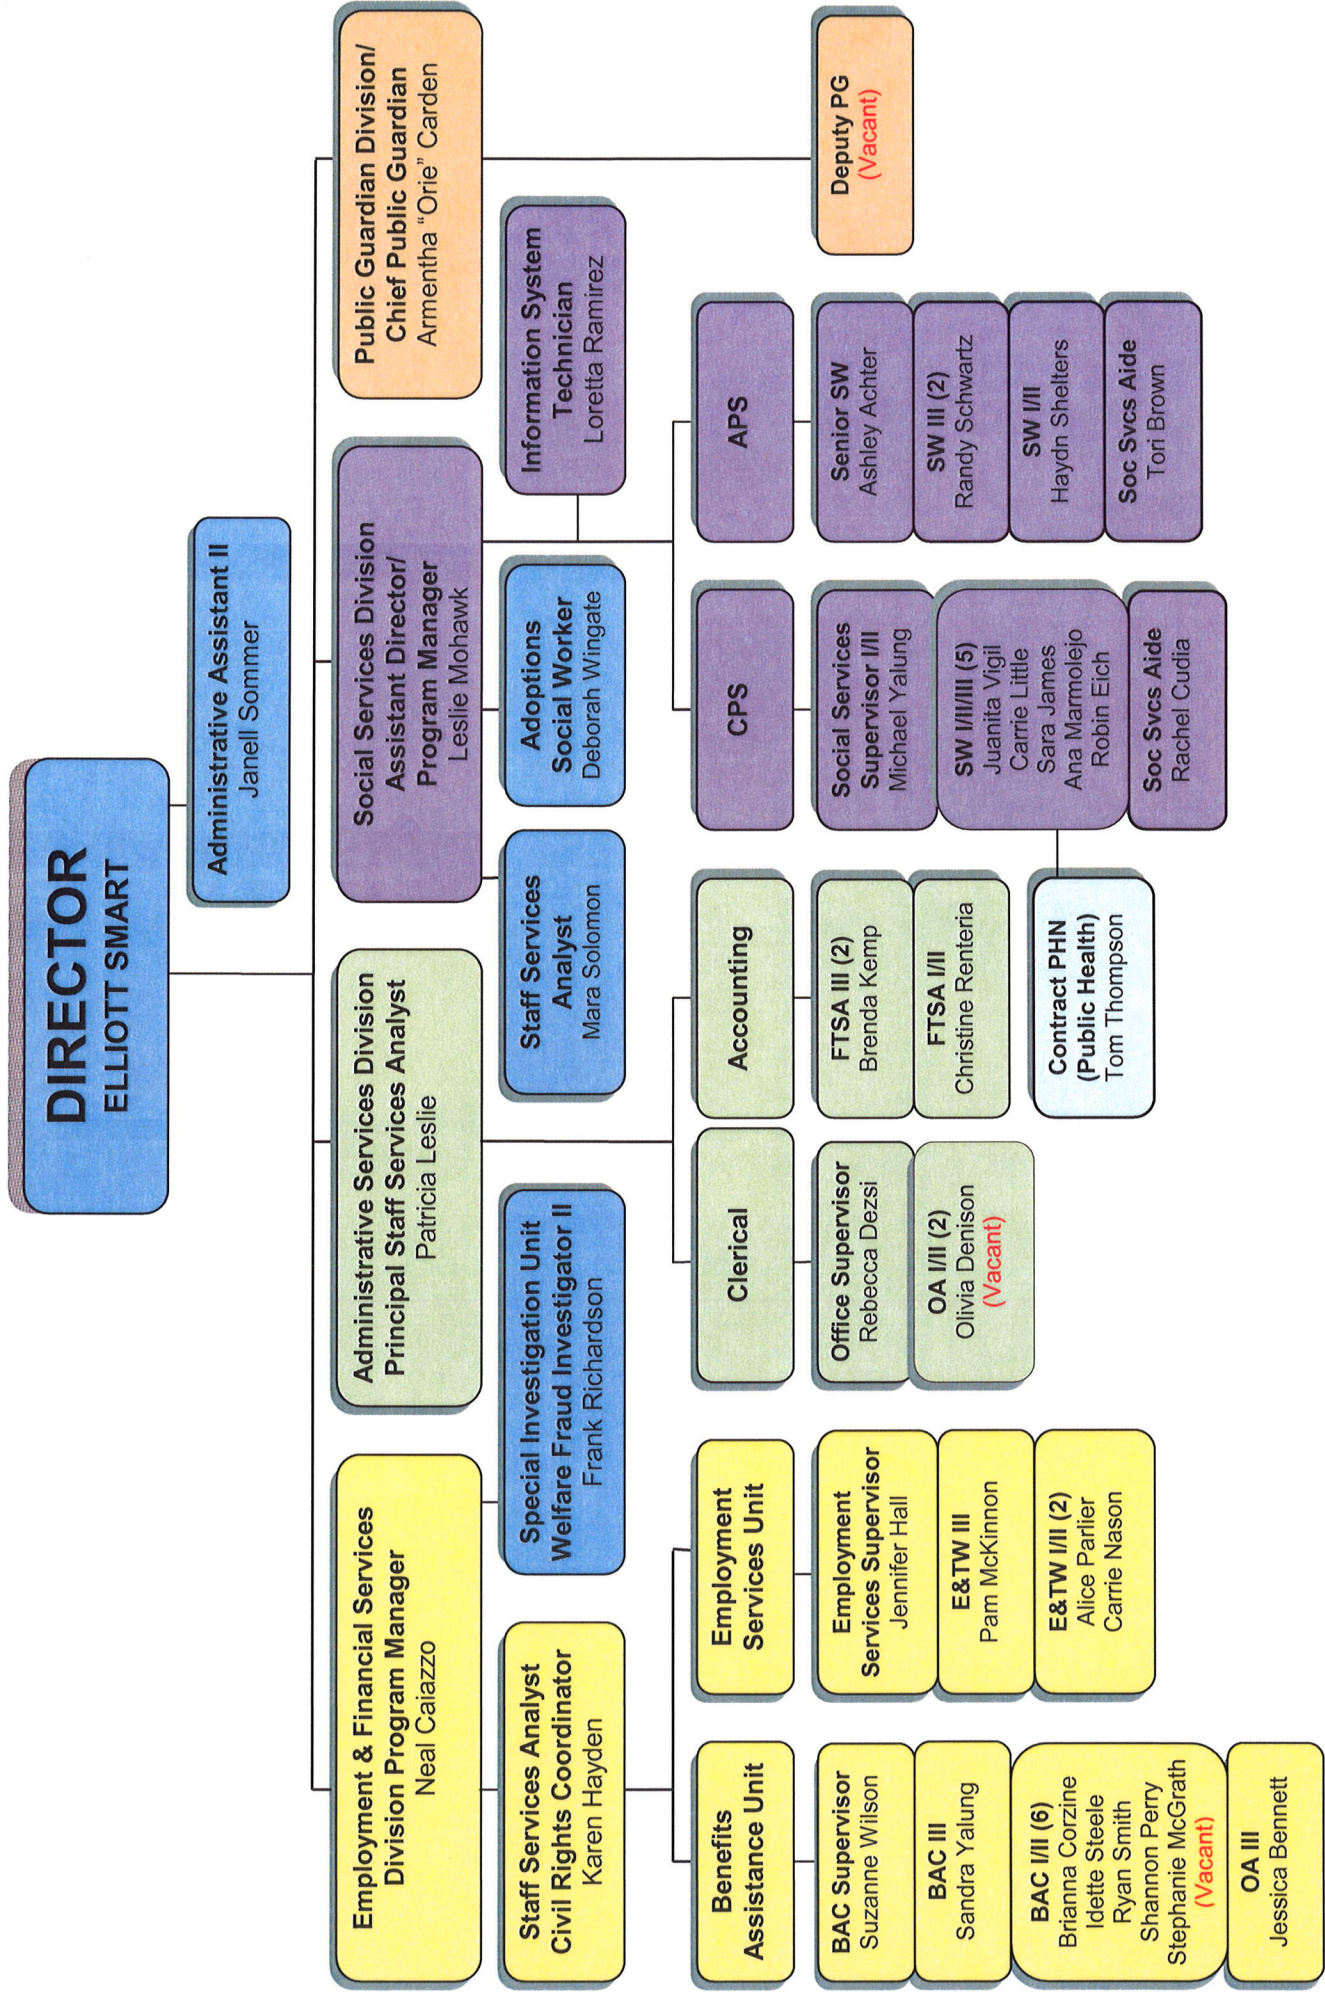 DIRECTOR
ELLIOTT SMART
Administrative Assistant II
Janell Sommer
Employment & Financial Services
Division Program Manager
Neal Caiazzo
Administrative Services Division
Principal Staff Services Analyst
Patricia Leslie
Social Services Division
Assistant Director/
Program Manager
Leslie Mohawk
Public Guardian Division/
Chief Public Guardian
Armentha "Orie" Carden
Staff Services Analyst
Civil Rights Coordinator
Karen Hayden
Special Investigation Unit
Welfare Fraud Investigator II
Frank Richardson
Staff Services
Analyst
Mara Solomon
Adoptions
Social Worker
Deborah Wingate
Information System
Technician
Loretta Ramirez
Benefits
Assistance Unit
Employment
Services Unit
Clerical
Accounting
CPS
APS
BAC Supervisor
Suzanne Wilson
BAC III
Sandra Yalung
BAC I/II (6)
Brianna Corzine
Idette Steele
Ryan Smith
Shannon Perry
Stephanie McGrath
(Vacant)
OA III
Jessica Bennett
Employment
Services Supervisor
Jennifer Hall
E&TW III
Pam McKinnon
E&TW I/II (2)
Alice Parlier
Carrie Nason
Office Supervisor
Rebecca Dezsi
OA I/II (2)
Olivia Denison
(Vacant)
FTSA III (2)
Brenda Kemp
FTSA I/II
Christine Renteria
Contract PHN
(Public Health)
Tom Thompson
Social Services
Supervisor I/II
Michael Yalung
SW I/II/III (5)
Juanita Vigil
Carrie Little
Sara James
Ana Marmolejo
Robin Eich
Soc Svcs Aide
Rachel Cudia
Senior SW
Ashley Achter
SW III (2)
Randy Schwartz
SW I/II
Haydn Shelters
Soc Svcs Aide
Tori Brown
Deputy PG
(Vacant)